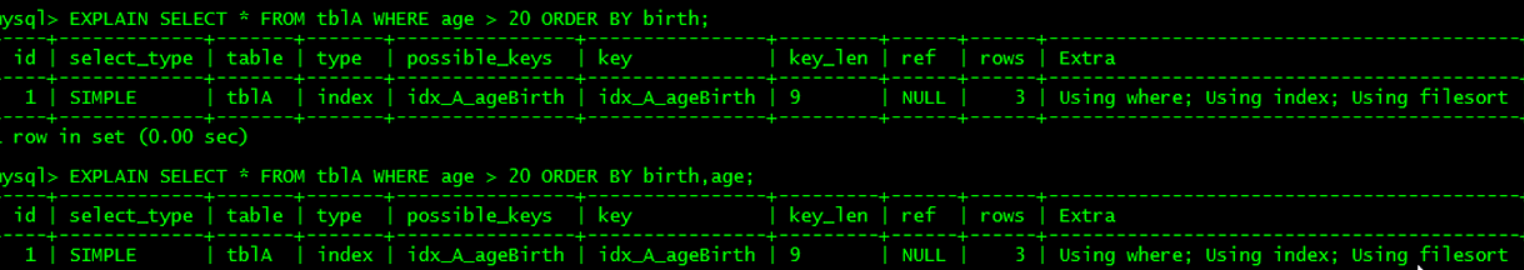 mysql> EXPLAIN SELECT * FROM tblA WHERE age > 20 ORDER BY birth;
id | select_type | table | type | possible_keys | key | key_len | ref | rows | Extra
1 | SIMPLE | tblA | index | idx_A_ageBirth | idx_A_ageBirth | 9 | NULL | 3 | Using where; Using index; Using filesort
row in set (0.00 sec)
mysql> EXPLAIN SELECT * FROM tblA WHERE age > 20 ORDER BY birth,age;
id | select_type | table | type | possible_keys | key | key_len | ref | rows | Extra
1 | SIMPLE | tblA | index | idx_A_ageBirth | idx_A_ageBirth | 9 | NULL | 3 | Using where; Using index; Using filesort